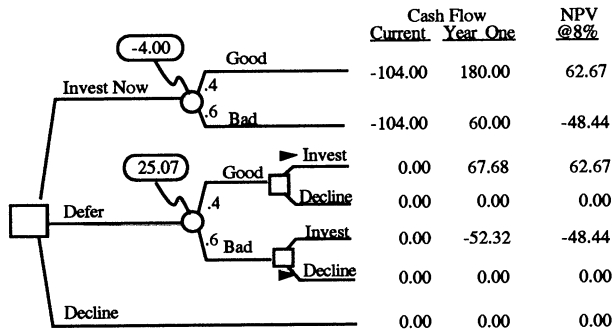 Cash Flow NPV
Current Year One @8%
-4.00
Good -104.00 180.00 62.67
Invest Now .4
.6 Bad -104.00 60.00 -48.44
25.07 Good Invest 0.00 67.68 62.67
.4 Decline 0.00 0.00 0.00
Defer
.6 Bad Invest 0.00 -52.32 -48.44
Decline 0.00 0.00 0.00
Decline 0.00 0.00 0.00